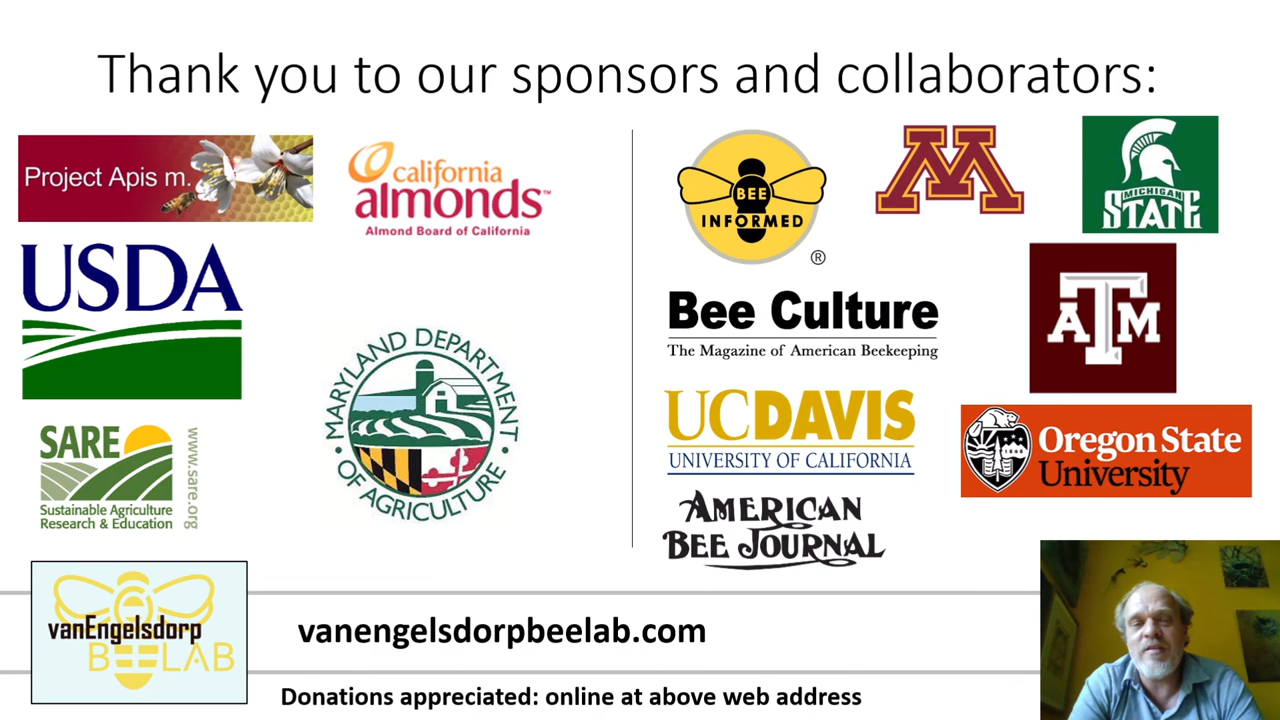 Thank you to our sponsors and collaborators:
Project Apis m.
california
almonds™
Almond Board of California
USDA
MARYLAND DEPARTMENT
• OF AGRICULTURE •
SARE
Sustainable Agriculture
Research & Education
www.sare.org
BEE
INFORMED
®
M
MICHIGAN
STATE
Bee Culture
The Magazine of American Beekeeping
ATM
UCDAVIS
UNIVERSITY OF CALIFORNIA
Oregon State
University
AMERICAN
BEE JOURNAL
vanEngelsdorp
BEELAB
vanengelsdorpbeelab.com
Donations appreciated: online at above web address